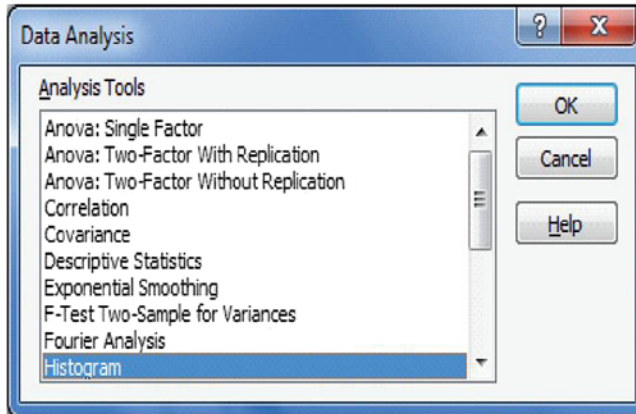 Data Analysis
?
X
Analysis Tools
Anova: Single Factor
Anova: Two-Factor With Replication
Anova: Two-Factor Without Replication
Correlation
Covariance
Descriptive Statistics
Exponential Smoothing
F-Test Two-Sample for Variances
Fourier Analysis
Histogram
OK
Cancel
Help